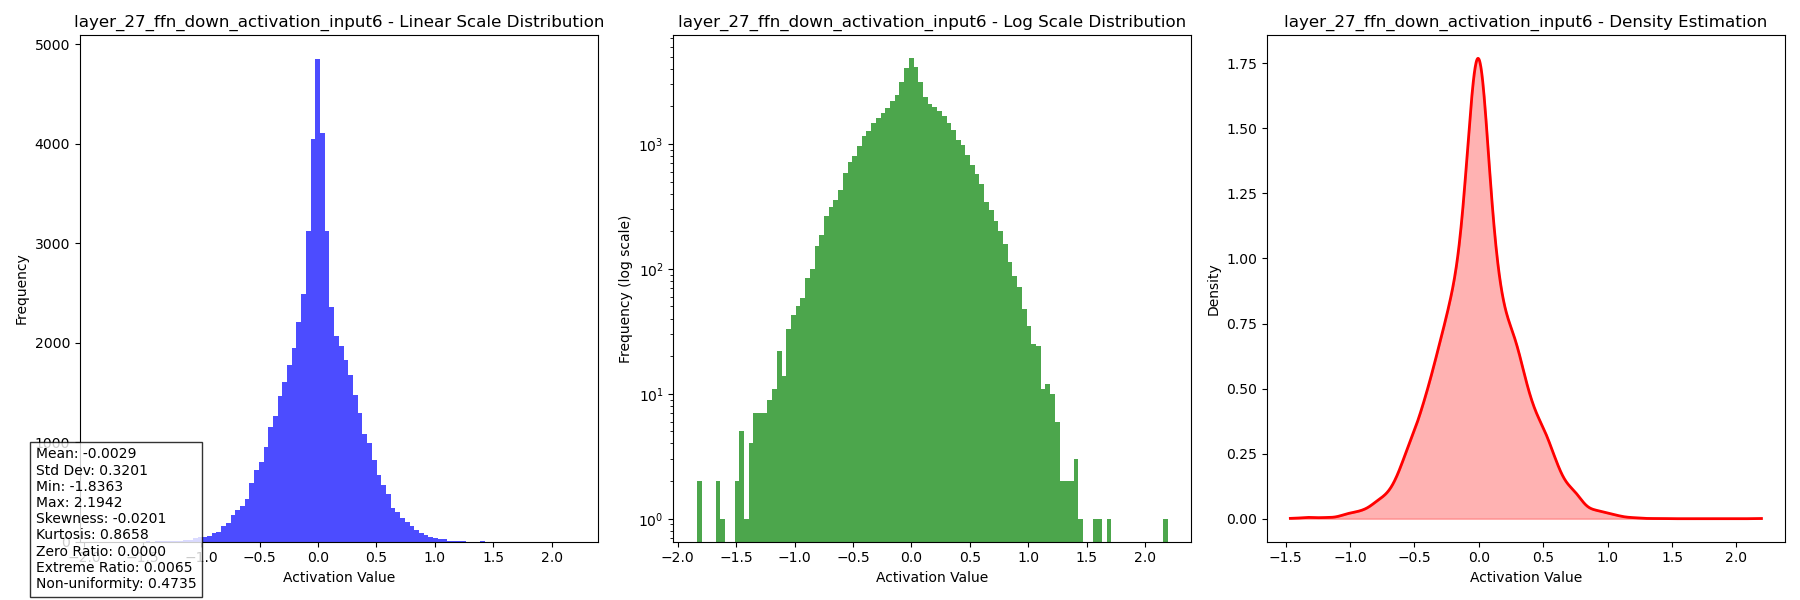 layer_27_ffn_down_activation_input6 - Linear Scale Distribution
5000
4000
3000
2000
1000
Frequency
−0.5
0.0
0.5
1.0
1.5
2.0
Activation Value
Mean: -0.0029
Std Dev: 0.3201
Min: -1.8363
Max: 2.1942
Skewness: -0.0201
Kurtosis: 0.8658
Zero Ratio: 0.0000
Extreme Ratio: 0.0065
Non-uniformity: 0.4735
layer_27_ffn_down_activation_input6 - Log Scale Distribution
10³
10²
10¹
10⁰
Frequency (log scale)
−2.0
−1.5
−1.0
−0.5
0.0
0.5
1.0
1.5
2.0
Activation Value
layer_27_ffn_down_activation_input6 - Density Estimation
1.75
1.50
1.25
1.00
0.75
0.50
0.25
0.00
Density
−1.5
−1.0
−0.5
0.0
0.5
1.0
1.5
2.0
Activation Value